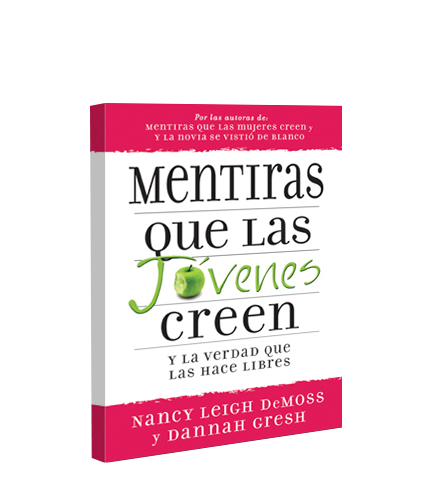 Por las autoras de:
Mentiras que las mujeres creen y
y la novia se vistió de blanco
Mentiras
que las
Jóvenes
creen
y la verdad que
las hace libres
Nancy Leigh DeMoss
y Dannah Gresh